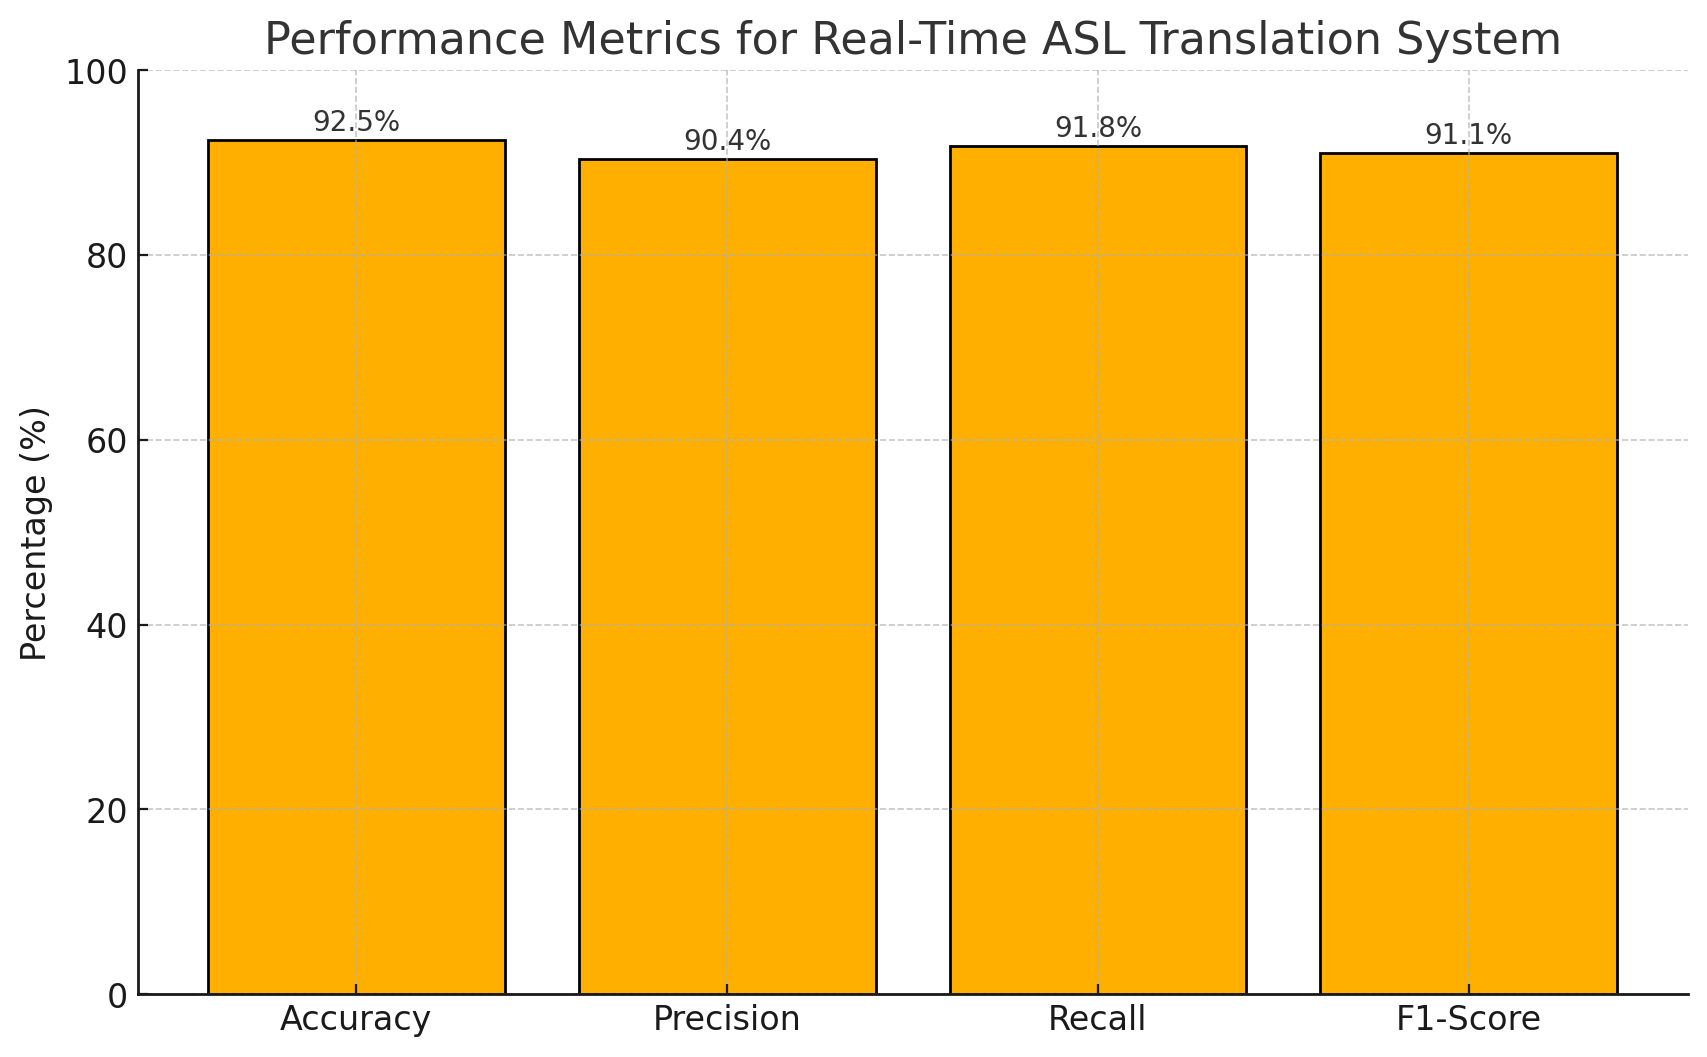 Performance Metrics for Real-Time ASL Translation System
Percentage (%)
100
80
60
40
20
0
92.5%
90.4%
91.8%
91.1%
Accuracy
Precision
Recall
F1-Score